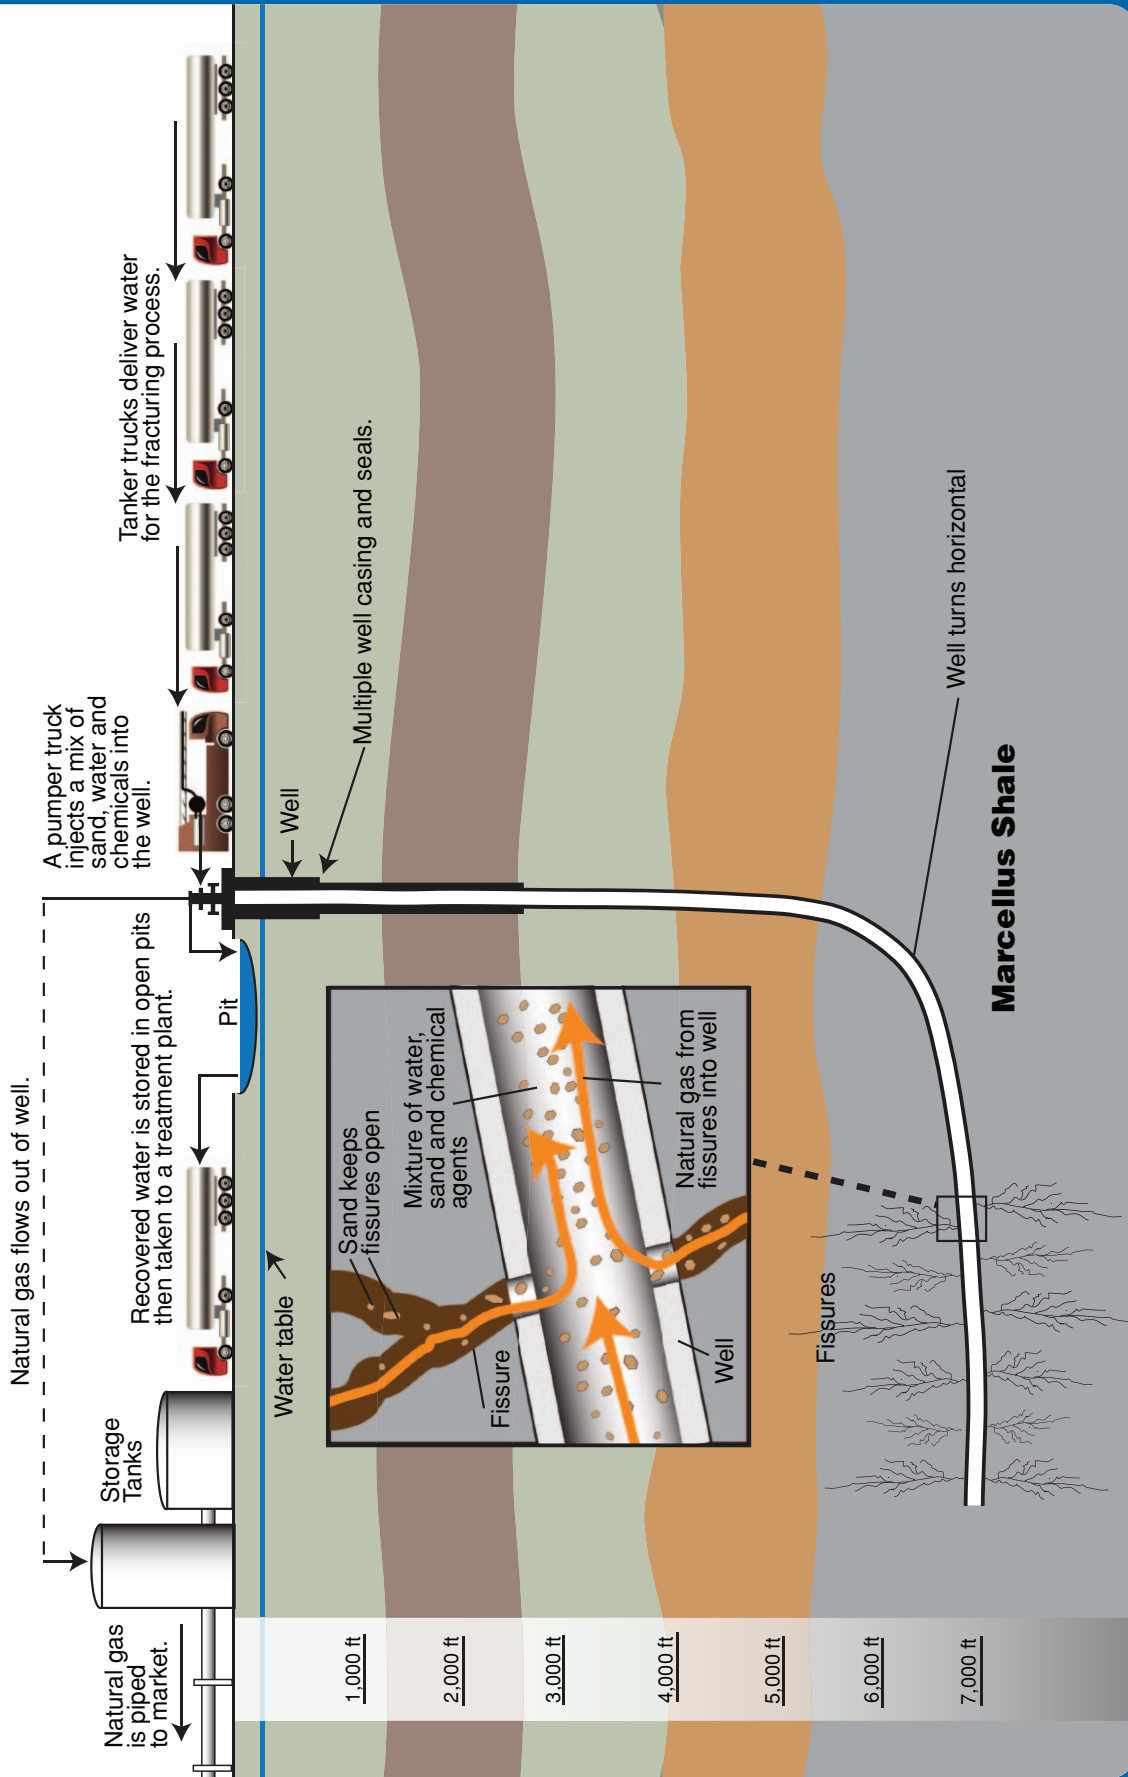 Natural gas flows out of well.
A pumper truck
injects a mix of
sand, water and
chemicals into
the well.
Tanker trucks deliver water
for the fracturing process.
Recovered water is stored in open pits
then taken to a treatment plant.
Storage
Tanks
Natural gas
is piped
to market.
Pit
Water table
Well
Multiple well casing and seals.
Sand keeps
fissures open
Mixture of water,
sand and chemical
agents
Fissure
Natural gas from
fissures into well
Well
1,000 ft
2,000 ft
3,000 ft
4,000 ft
5,000 ft
6,000 ft
7,000 ft
Fissures
Well turns horizontal
Marcellus Shale